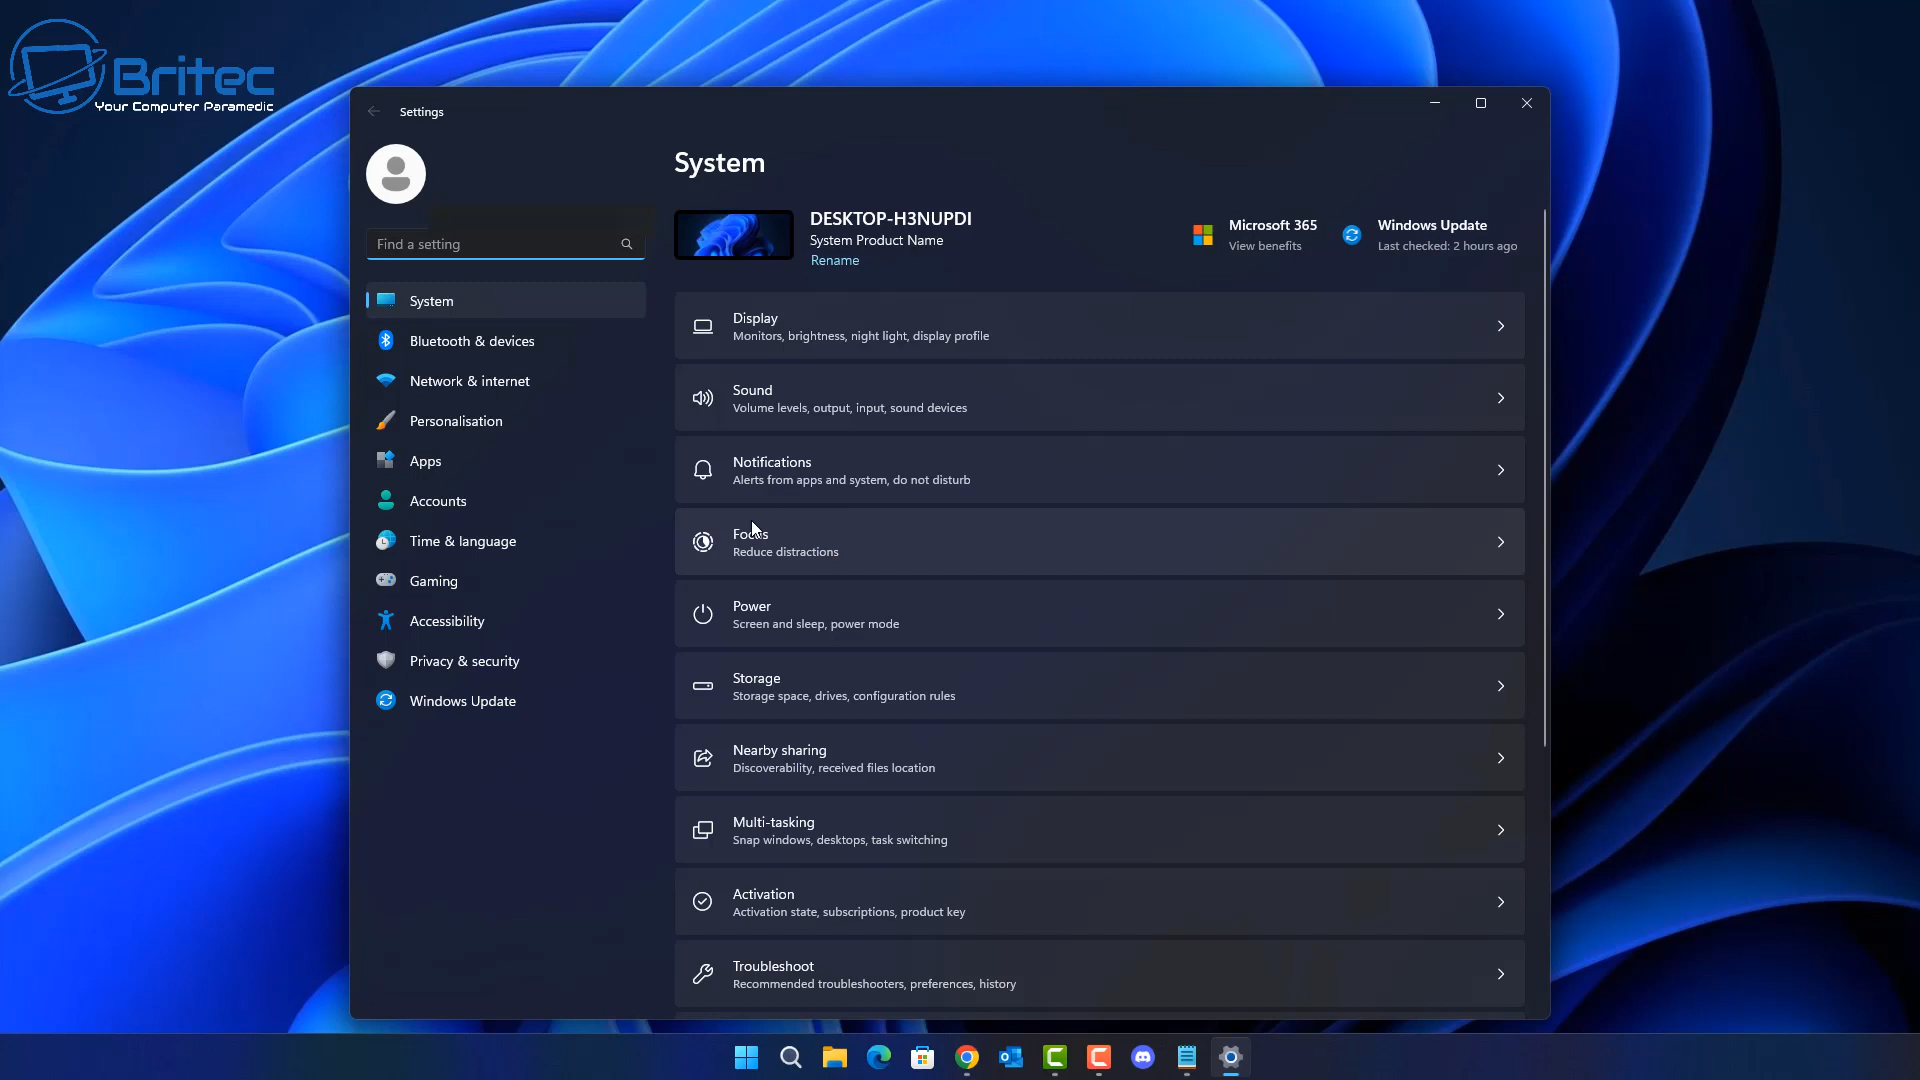 Britec
Your Computer Paramedic
Settings
System
DESKTOP-H3NUPDI
System Product Name
Rename
Microsoft 365
View benefits
Windows Update
Last checked: 2 hours ago
Find a setting
System
Bluetooth & devices
Network & internet
Personalisation
Apps
Accounts
Time & language
Gaming
Accessibility
Privacy & security
Windows Update
Display
Monitors, brightness, night light, display profile
Sound
Volume levels, output, input, sound devices
Notifications
Alerts from apps and system, do not disturb
Focus
Reduce distractions
Power
Screen and sleep, power mode
Storage
Storage space, drives, configuration rules
Nearby sharing
Discoverability, received files location
Multi-tasking
Snap windows, desktops, task switching
Activation
Activation state, subscriptions, product key
Troubleshoot
Recommended troubleshooters, preferences, history